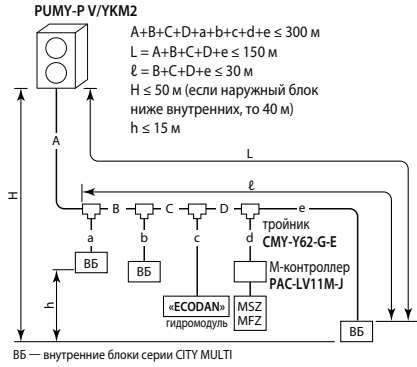 PUMY-P V/YKM2
A+B+C+D+a+b+c+d+e ≤ 300 м
L = A+B+C+D+e ≤ 150 м
ℓ = B+C+D+e ≤ 30 м
H ≤ 50 м (если наружный блок
ниже внутренних, то 40 м)
h ≤ 15 м
A
L
H
ℓ
B
C
D
e
тройник
CMY-Y62-G-E
a
b
c
d
ВБ
ВБ
М-контроллер
PAC-LV11M-J
h
«ECODAN»
гидромодуль
MSZ
MFZ
ВБ
ВБ — внутренние блоки серии CITY MULTI